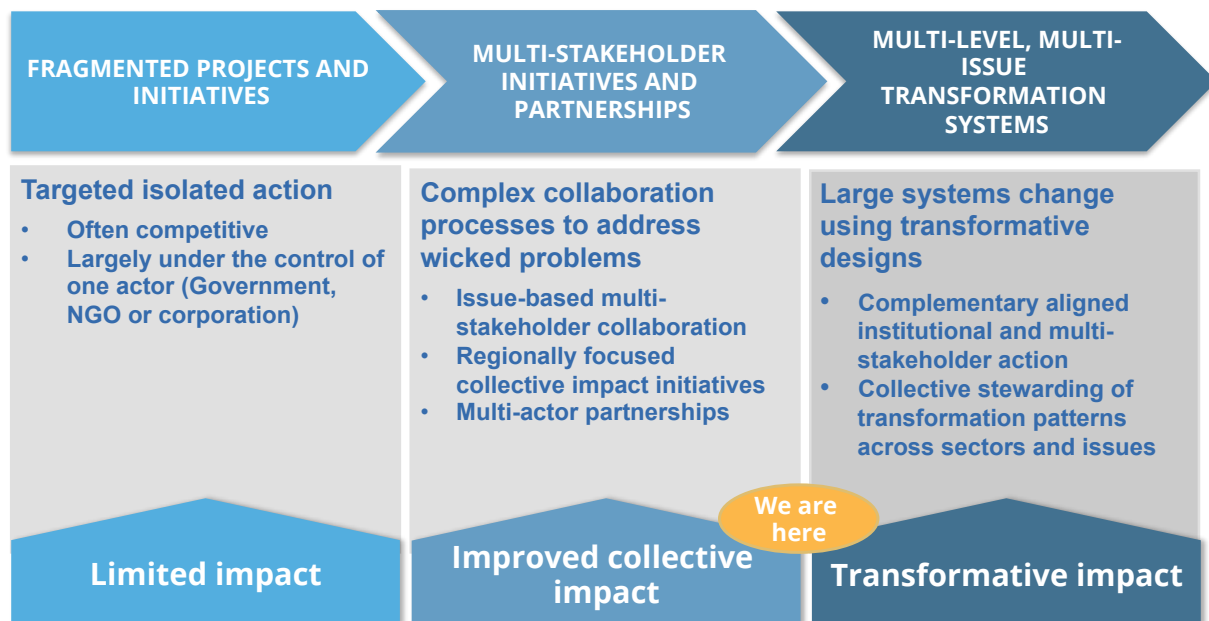 FRAGMENTED PROJECTS AND
INITIATIVES
MULTI-STAKEHOLDER
INITIATIVES AND
PARTNERSHIPS
MULTI-LEVEL, MULTI-
ISSUE
TRANSFORMATION
SYSTEMS
Targeted isolated action
• Often competitive
• Largely under the control of
one actor (Government,
NGO or corporation)
Complex collaboration
processes to address
wicked problems
• Issue-based multi-
stakeholder collaboration
• Regionally focused
collective impact initiatives
• Multi-actor partnerships
Large systems change
using transformative
designs
• Complementary aligned
institutional and multi-
stakeholder action
• Collective stewarding of
transformation patterns
across sectors and issues
We are
here
Limited impact
Improved collective
impact
Transformative impact